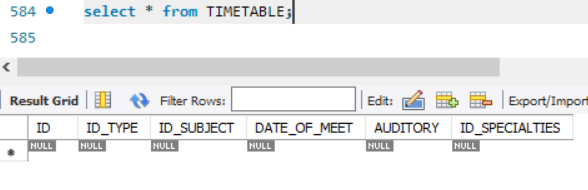 584 select * from TIMETABLE;
585
Result Grid Filter Rows: Edit: Export/Import
ID ID_TYPE ID_SUBJECT DATE_OF_MEET AUDITORY ID_SPECIALTIES
* NULL NULL NULL NULL NULL NULL